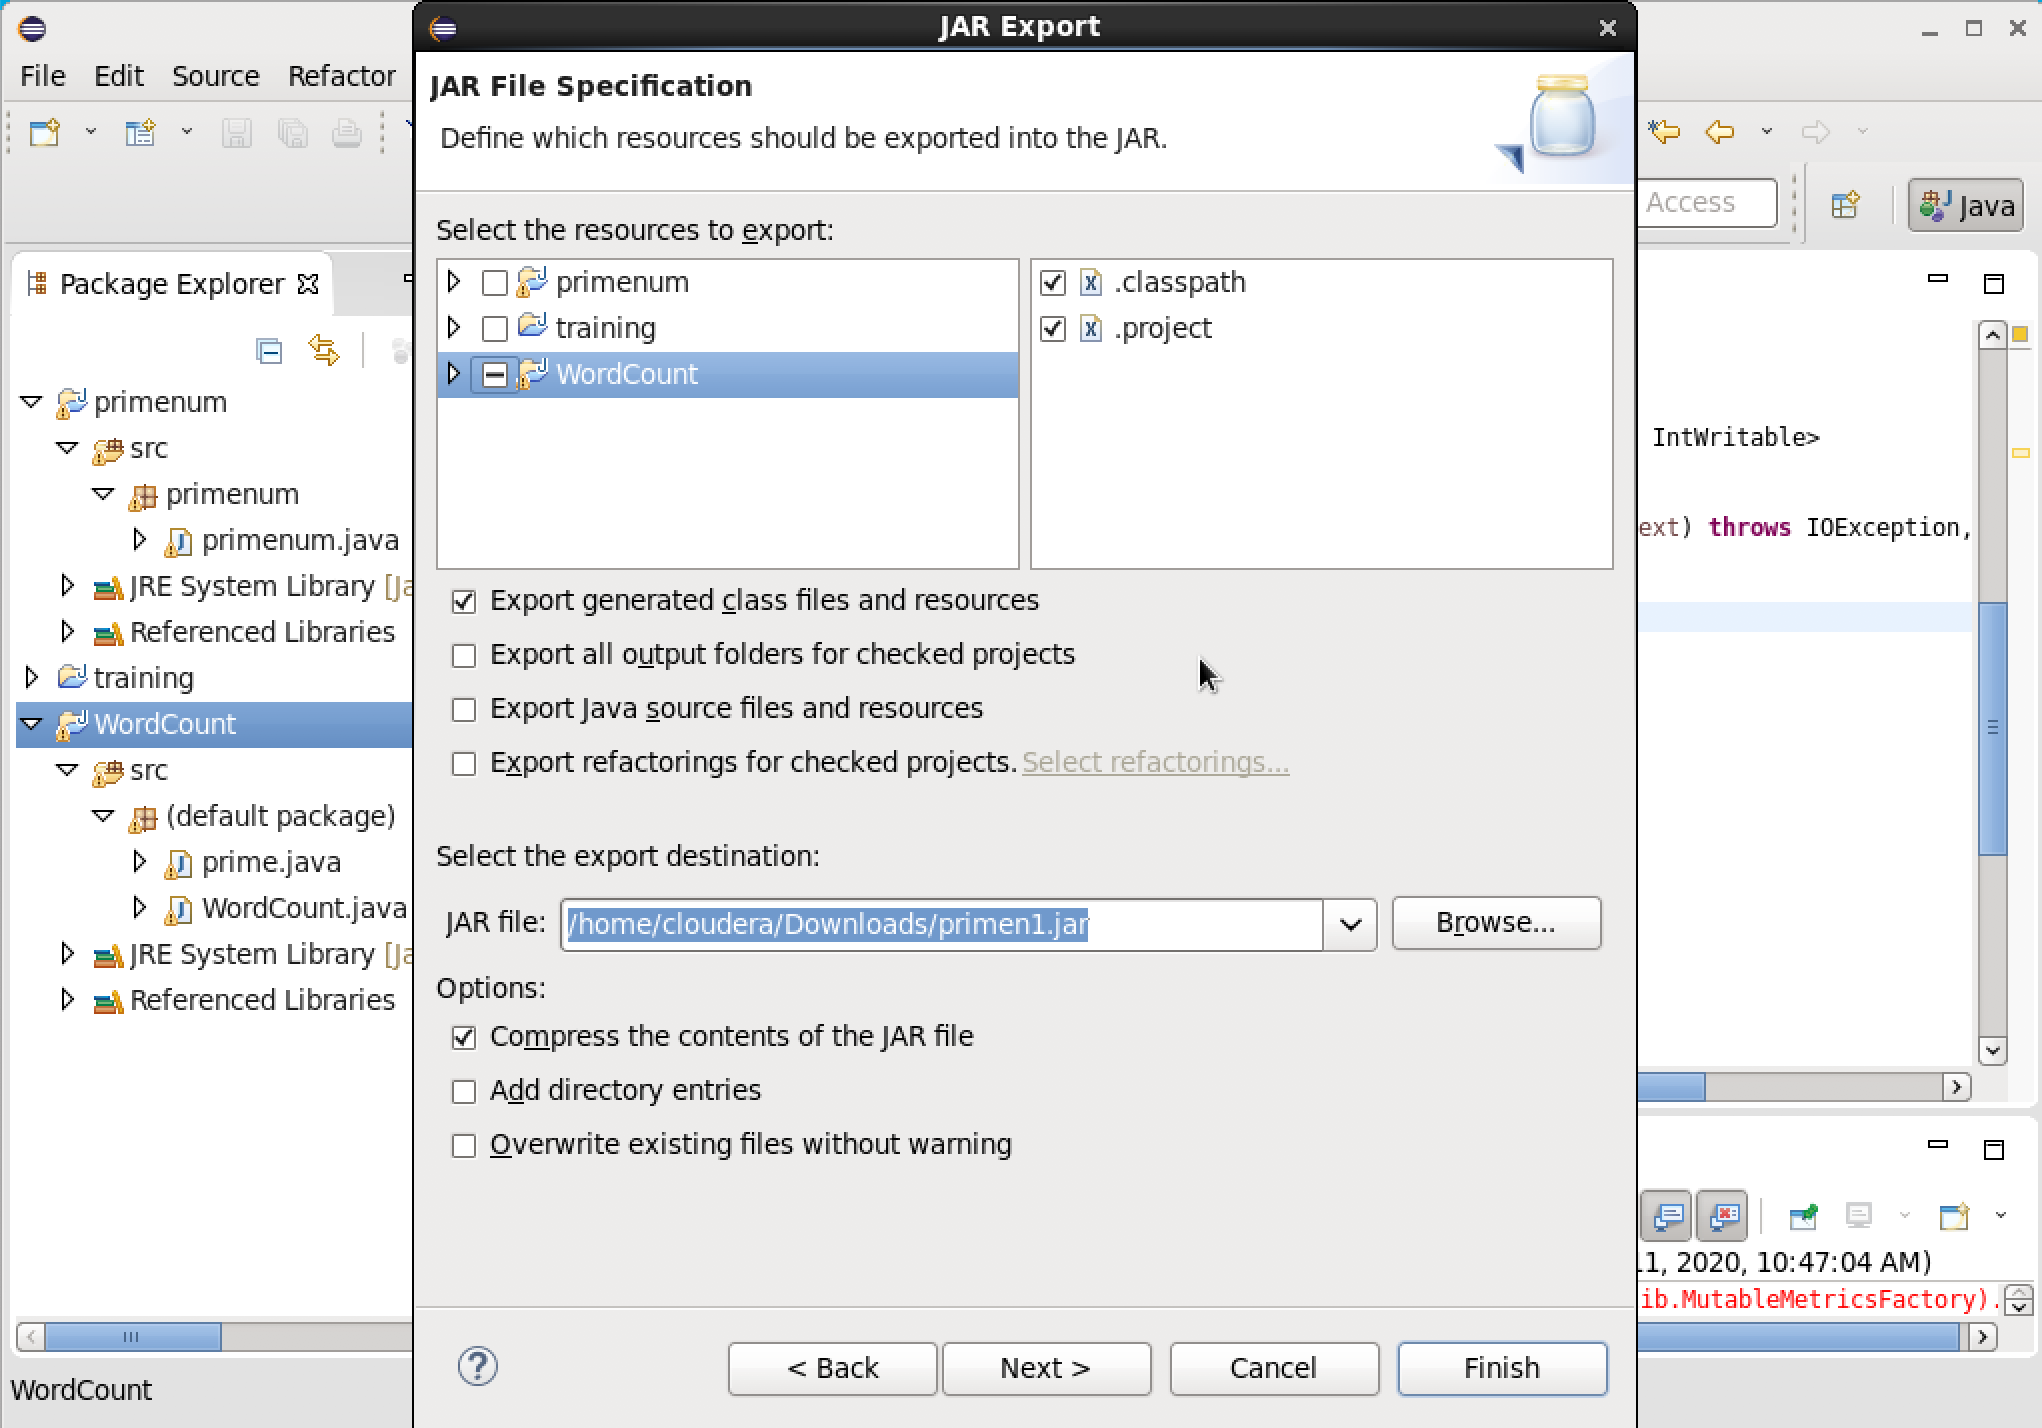 JAR Export
File Edit Source Refactor
JAR File Specification
Define which resources should be exported into the JAR.
Access
Java
Package Explorer
Select the resources to export:
primenum
training
WordCount
.classpath
.project
primenum
src
primenum
primenum.java
JRE System Library [Ja
Referenced Libraries
training
WordCount
src
(default package)
prime.java
WordCount.java
JRE System Library [Ja
Referenced Libraries
IntWritable>
ext) throws IOException,
Export generated class files and resources
Export all output folders for checked projects
Export Java source files and resources
Export refactorings for checked projects. Select refactorings...
Select the export destination:
JAR file: /home/cloudera/Downloads/primen1.jar Browse...
Options:
Compress the contents of the JAR file
Add directory entries
Overwrite existing files without warning
11, 2020, 10:47:04 AM)
ib.MutableMetricsFactory).
< Back Next > Cancel Finish
WordCount